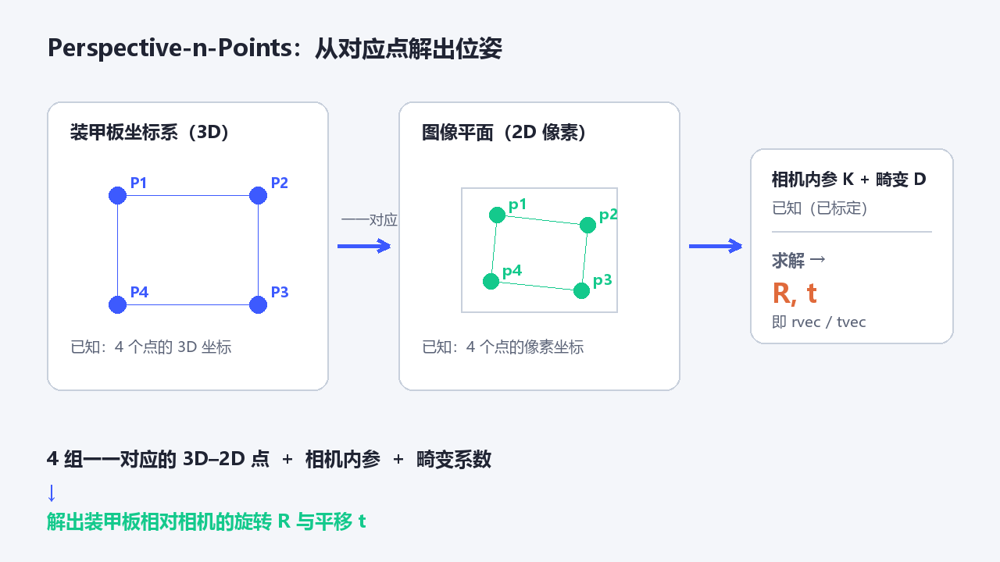 Perspective-n-Points：从对应点解出位姿
装甲板坐标系（3D）
P1
P2
P4
P3
已知：4 个点的 3D 坐标
一一对应
图像平面（2D 像素）
p1
p2
p4
p3
已知：4 个点的像素坐标
相机内参 K + 畸变 D
已知（已标定）
求解 →
R, t
即 rvec / tvec
4 组一一对应的 3D–2D 点 + 相机内参 + 畸变系数
↓
解出装甲板相对相机的旋转 R 与平移 t